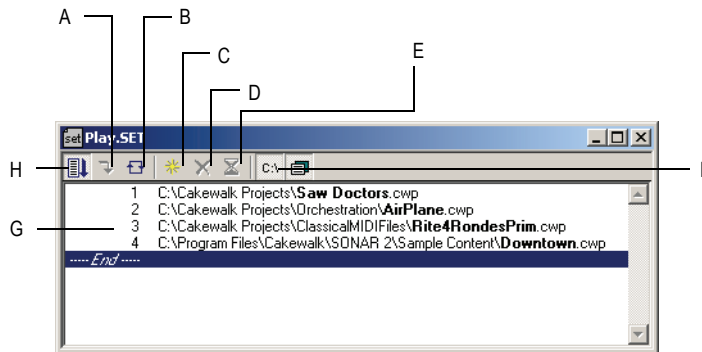 A
B
C
D
E
set Play.SET
H
C:\
1 C:\Cakewalk Projects\Saw Doctors.cwp
2 C:\Cakewalk Projects\Orchestration\AirPlane.cwp
G
3 C:\Cakewalk Projects\ClassicalMIDIFiles\Rite4RondesPrim.cwp
4 C:\Program Files\Cakewalk\SONAR 2\Sample Content\Downtown.cwp
----- End -----